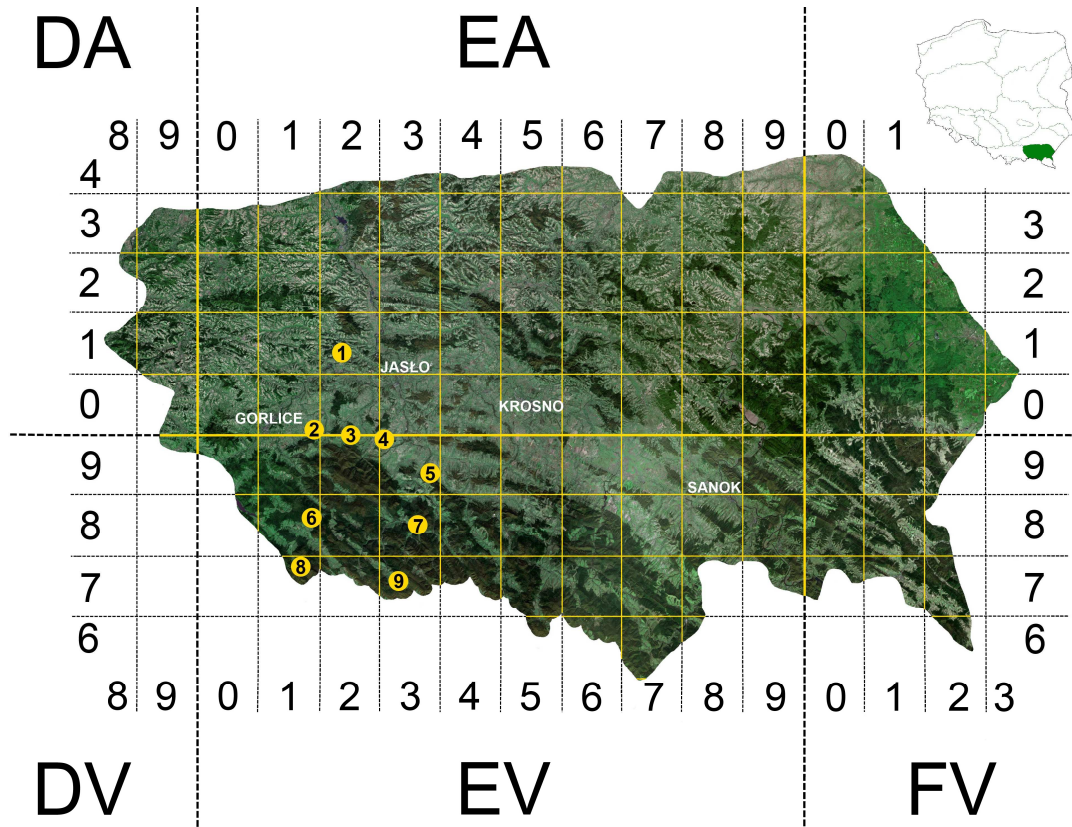 DA EA
8 9 0 1 2 3 4 5 6 7 8 9 0 1
4
3 3
2 2
1 1 1
JASŁO
0 KROSNO 0
GORLICE
2 3 4
9 5 9
SANOK
8 6 7 8
8
7 9 7
6 6
8 9 0 1 2 3 4 5 6 7 8 9 0 1 2 3
DV EV FV